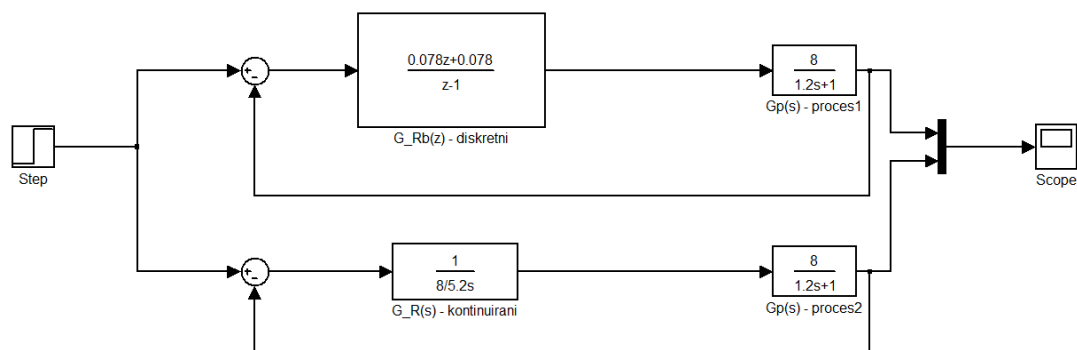 0.078z+0.078
z-1
G_Rb(z) - diskretni
8
1.2s+1
Gp(s) - proces1
Step
Scope
1
8/5.2s
G_R(s) - kontinuirani
8
1.2s+1
Gp(s) - proces2